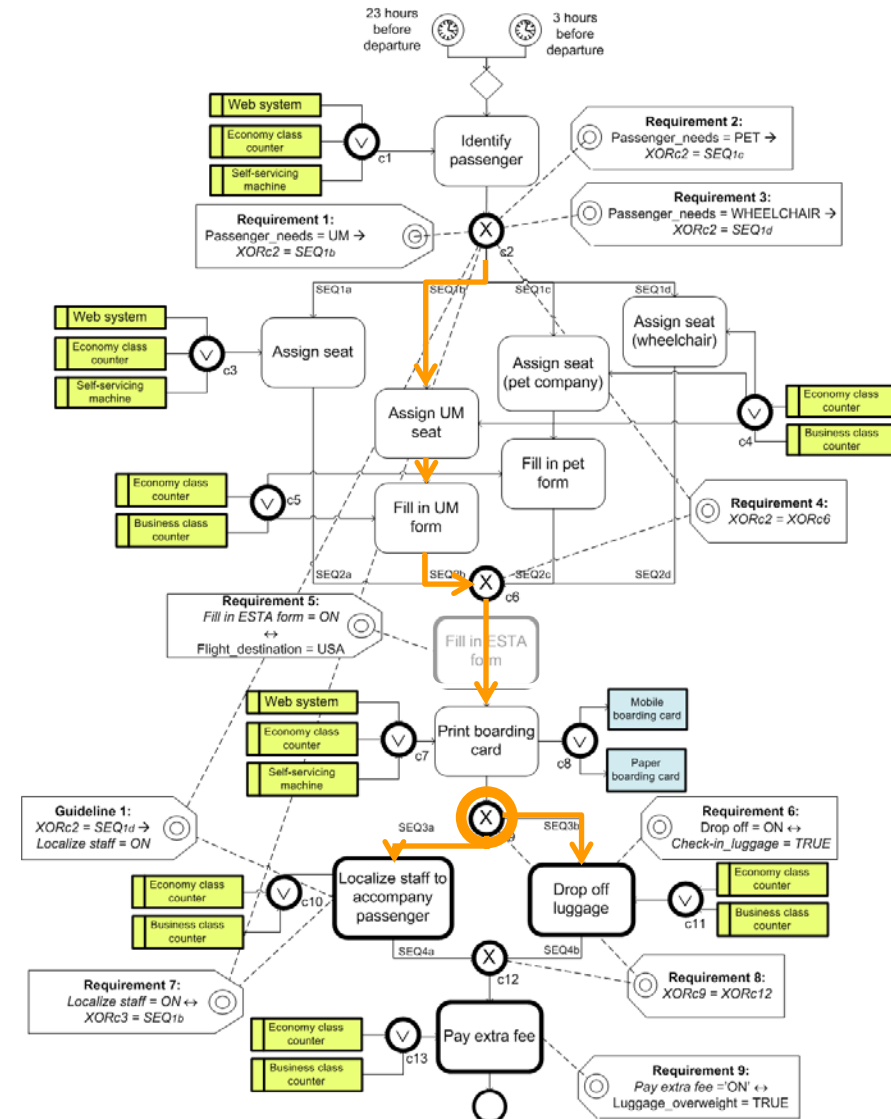 23 hours
before
departure
3 hours
before
departure
Web system
Economy class
counter
Self-servicing
machine
c1
Identify
passenger
Requirement 2:
Passenger_needs = PET →
XORc2 = SEQ1c
Requirement 3:
Passenger_needs = WHEELCHAIR →
XORc2 = SEQ1d
Requirement 1:
Passenger_needs = UM →
XORc2 = SEQ1b
X
c2
SEQ1a
SEQ1b
SEQ1c
SEQ1d
Web system
Economy class
counter
Self-servicing
machine
c3
Assign seat
Assign seat
(pet company)
Assign seat
(wheelchair)
Assign UM
seat
Economy class
counter
Business class
counter
c4
Economy class
counter
Business class
counter
c5
Fill in UM
form
Fill in pet
form
Requirement 4:
XORc2 = XORc6
SEQ2a
SEQ2b
SEQ2c
SEQ2d
X
c6
Requirement 5:
Fill in ESTA form = ON
↔
Flight_destination = USA
Fill in ESTA
form
Web system
Economy class
counter
Self-servicing
machine
c7
Print boarding
card
c8
Mobile
boarding card
Paper
boarding card
Guideline 1:
XORc2 = SEQ1d →
Localize staff = ON
SEQ3a
X
9
SEQ3b
Requirement 6:
Drop off = ON ↔
Check-in_luggage = TRUE
Economy class
counter
Business class
counter
c10
Localize staff to
accompany
passenger
Drop off
luggage
c11
Economy class
counter
Business class
counter
SEQ4a
SEQ4b
X
c12
Requirement 7:
Localize staff = ON ↔
XORc3 = SEQ1b
Requirement 8:
XORc9 = XORc12
Economy class
counter
Business class
counter
c13
Pay extra fee
Requirement 9:
Pay extra fee ='ON' ↔
Luggage_overweight = TRUE